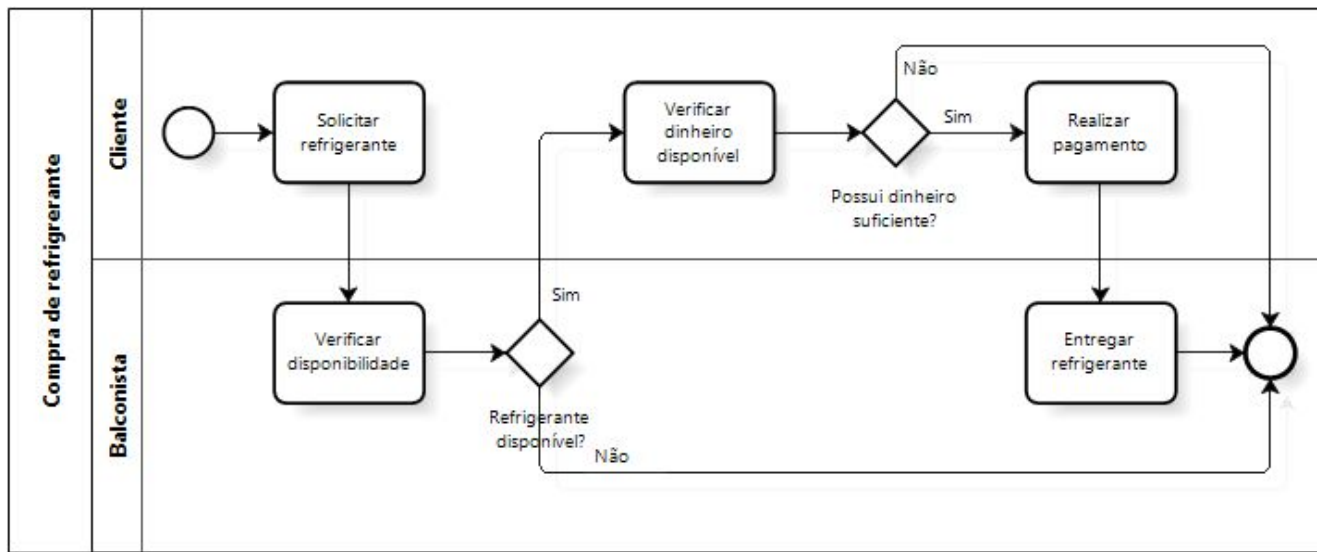 Compra de refrigrerante
Cliente
Solicitar
refrigerante
Verificar
dinheiro
disponível
Não
Sim
Possui dinheiro
suficiente?
Realizar
pagamento
Balconista
Verificar
disponibilidade
Sim
Refrigerante
disponível?
Não
Entregar
refrigerante